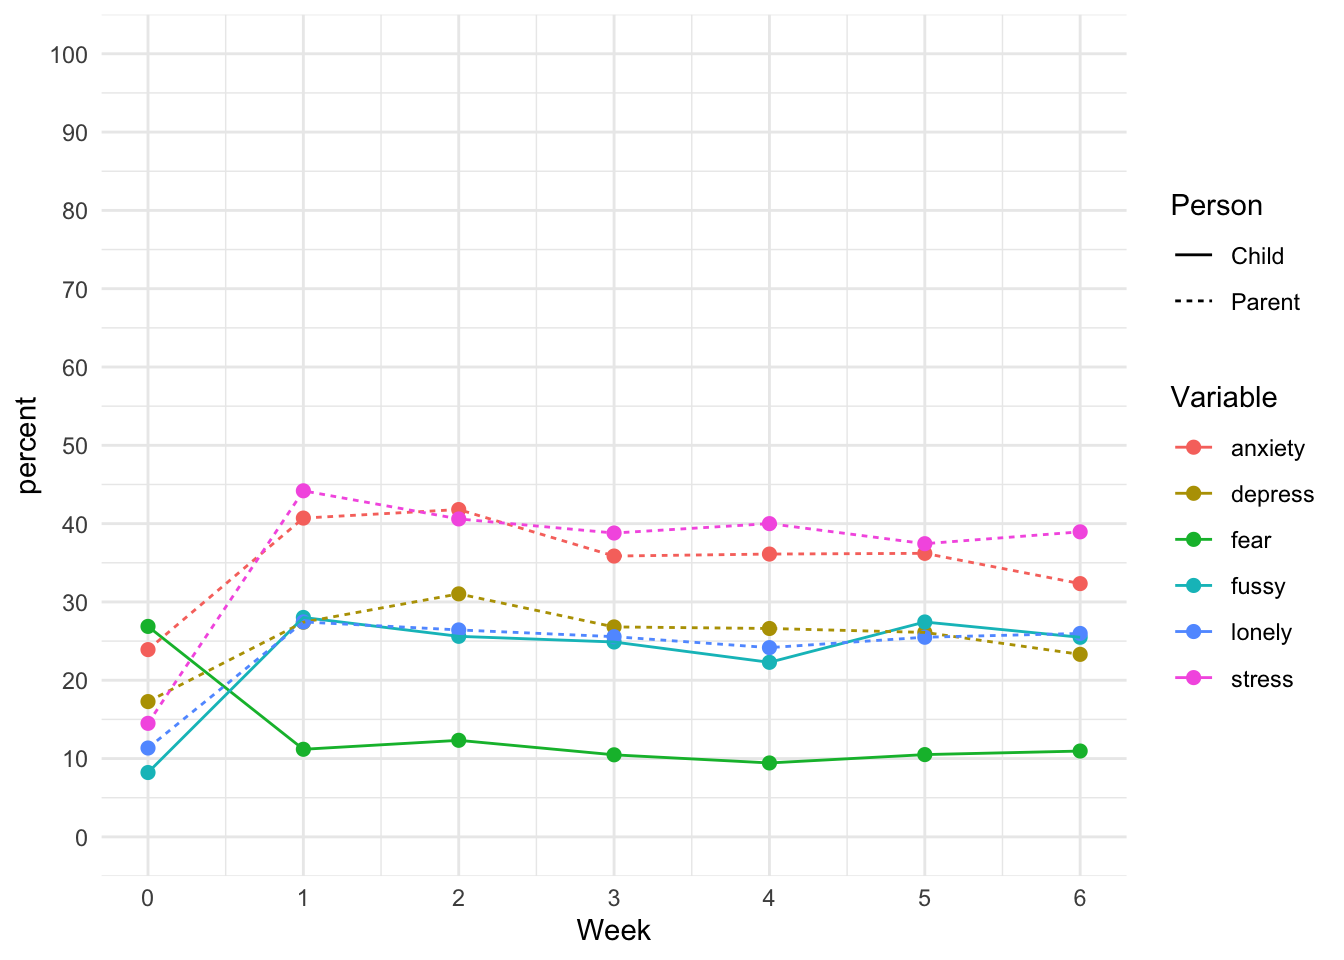 100
90
80
70
60
50
40
30
20
10
0
percent
0 1 2 3 4 5 6
Week
Person
Child
Parent
Variable
anxiety
depress
fear
fussy
lonely
stress